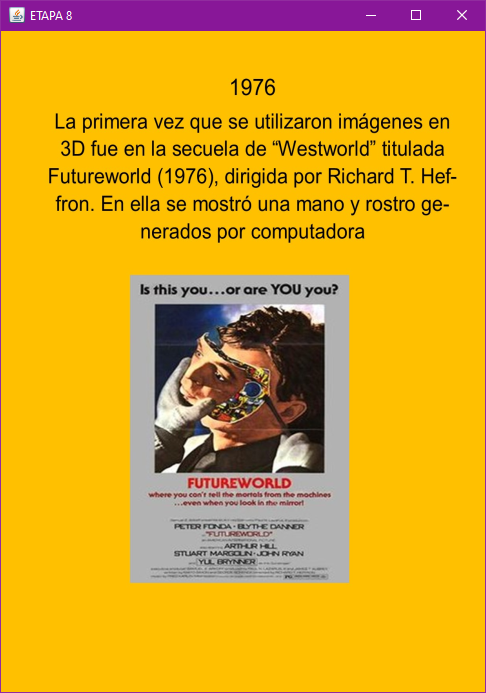 ETAPA 8
1976
La primera vez que se utilizaron imágenes en
3D fue en la secuela de “Westworld” titulada
Futureworld (1976), dirigida por Richard T. Hef-
fron. En ella se mostró una mano y rostro ge-
nerados por computadora
Is this you...or are YOU you?
FUTUREWORLD
where you can't tell the mortals from the machines
...even when you look in the mirror!
PETER FONDA · BLYTHE DANNER
"FUTUREWORLD"
ARTHUR HILL
STUART MARGOLIN · JOHN RYAN
YUL BRYNNER